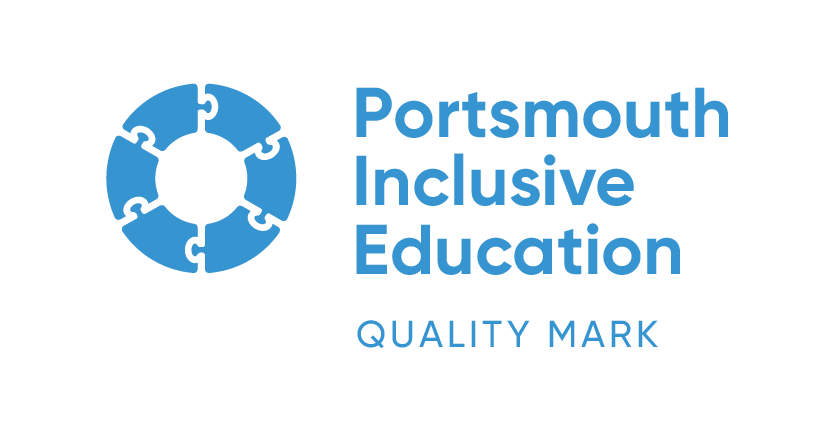 Portsmouth
Inclusive
Education
QUALITY MARK